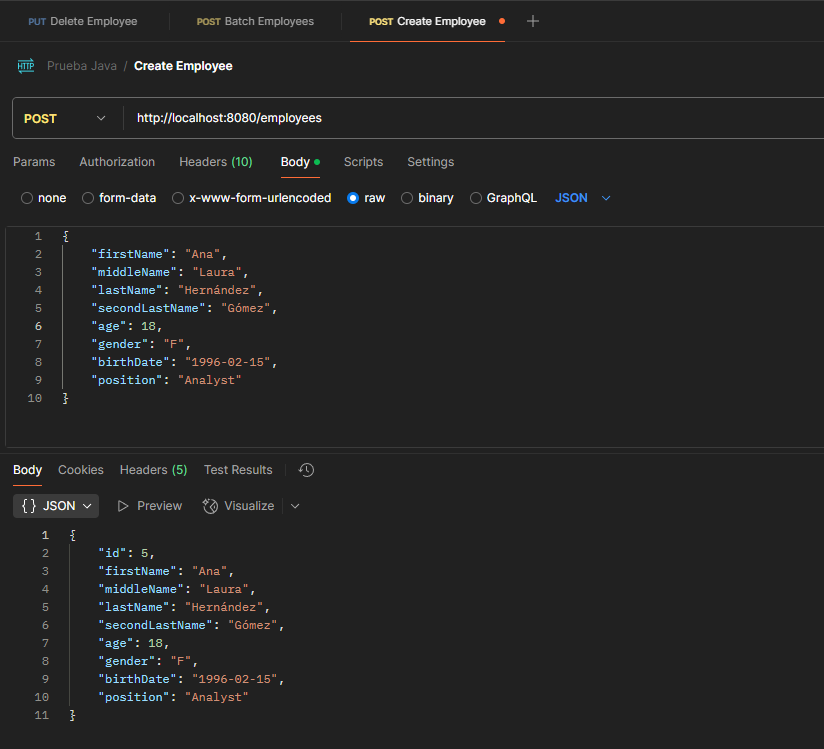 PUT Delete Employee POST Batch Employees POST Create Employee
HTTP Prueba Java / Create Employee
POST http://localhost:8080/employees
Params Authorization Headers (10) Body Scripts Settings
none form-data x-www-form-urlencoded raw binary GraphQL JSON
1 {
2 "firstName": "Ana",
3 "middleName": "Laura",
4 "lastName": "Hernández",
5 "secondLastName": "Gómez",
6 "age": 18,
7 "gender": "F",
8 "birthDate": "1996-02-15",
9 "position": "Analyst"
10 }
Body Cookies Headers (5) Test Results
{} JSON Preview Visualize
1 {
2 "id": 5,
3 "firstName": "Ana",
4 "middleName": "Laura",
5 "lastName": "Hernández",
6 "secondLastName": "Gómez",
7 "age": 18,
8 "gender": "F",
9 "birthDate": "1996-02-15",
10 "position": "Analyst"
11 }